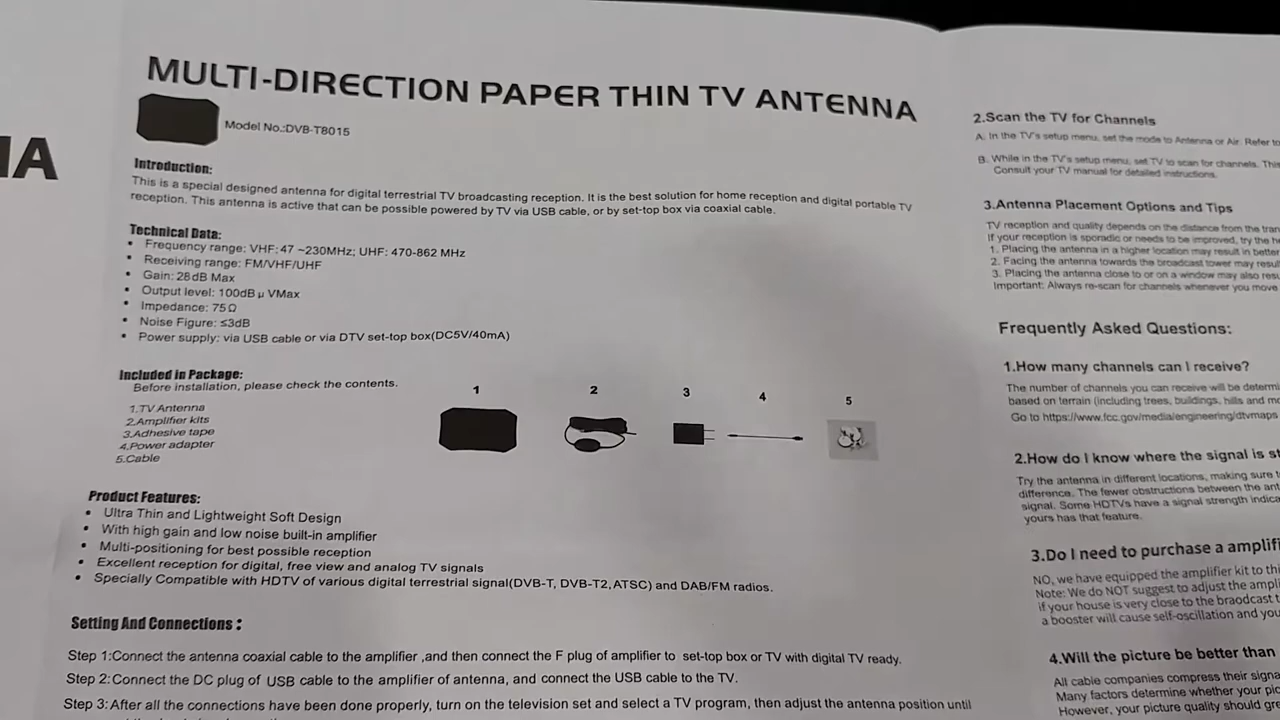 IA
MULTI-DIRECTION PAPER THIN TV ANTENNA
Model No.:DVB-T8015
Introduction:
This is a special designed antenna for digital terrestrial TV broadcasting reception. It is the best solution for home reception and digital portable TV
reception. This antenna is active that can be possible powered by TV via USB cable, or by set-top box via coaxial cable.
Technical Data:
• Frequency range: VHF: 47 ~230MHz; UHF: 470-862 MHz
• Receiving range: FM/VHF/UHF
• Gain: 28dB Max
• Output level: 100dB μ VMax
• Impedance: 75Ω
• Noise Figure: ≤3dB
• Power supply: via USB cable or via DTV set-top box(DC5V/40mA)
Included in Package:
Before installation, please check the contents.
1.TV Antenna
2.Amplifier kits
3.Adhesive tape
4.Power adapter
5.Cable
1 2 3 4 5
Product Features:
• Ultra Thin and Lightweight Soft Design
• With high gain and low noise built-in amplifier
• Multi-positioning for best possible reception
• Excellent reception for digital, free view and analog TV signals
• Specially Compatible with HDTV of various digital terrestrial signal(DVB-T, DVB-T2, ATSC) and DAB/FM radios.
Setting And Connections:
Step 1:Connect the antenna coaxial cable to the amplifier ,and then connect the F plug of amplifier to set-top box or TV with digital TV ready.
Step 2:Connect the DC plug of USB cable to the amplifier of antenna, and connect the USB cable to the TV.
Step 3:After all the connections have been done properly, turn on the television set and select a TV program, then adjust the antenna position until
2.Scan the TV for Channels
A. In the TV's setup menu, set the mode to Antenna or Air. Refer to
B. While in the TV's setup menu, set TV to scan for channels. This
Consult your TV manual for detailed instructions.
3.Antenna Placement Options and Tips
TV reception and quality depends on the distance from the
If your reception is sporadic or needs to be improved, try the
1. Placing the antenna in a higher location may result in better
2. Facing the antenna towards the broadcast tower may
3. Placing the antenna close to or on a window may also
Important: Always re-scan for channels whenever you move
Frequently Asked Questions:
1.How many channels can I receive?
The number of channels you can receive will be
based on terrain (including trees, buildings, hills and
Go to https://www.fcc.gov/media/engineering/dtvmaps
2.How do I know where the signal is
Try the antenna in different locations, making sure
difference. The fewer obstructions between the
signal. Some HDTVs have a signal strength
yours has that feature.
3.Do I need to purchase a
NO, we have equipped the amplifier kit to
Note: We do NOT suggest to adjust the
if your house is very close to the braodcast
a booster will cause self-oscillation and
4.Will the picture be better than
All cable companies compress their
Many factors determine whether your
However, your picture quality should